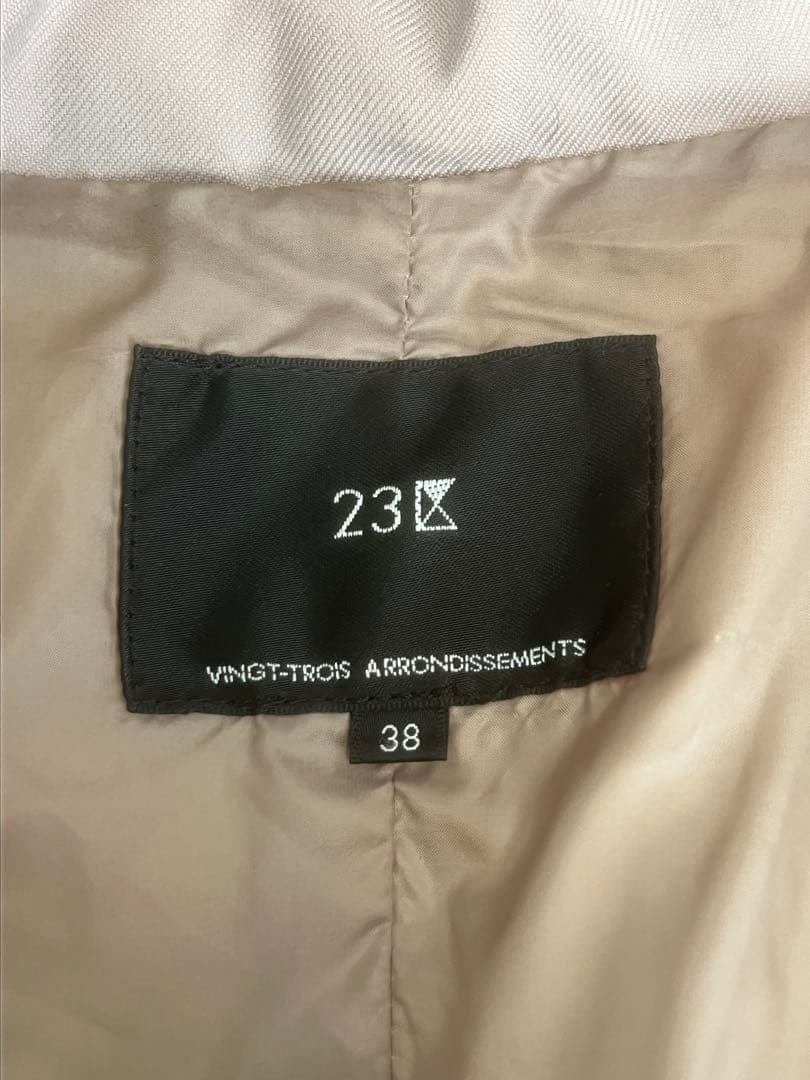 23区
VINGT-TROIS ARRONDISSEMENTS
38